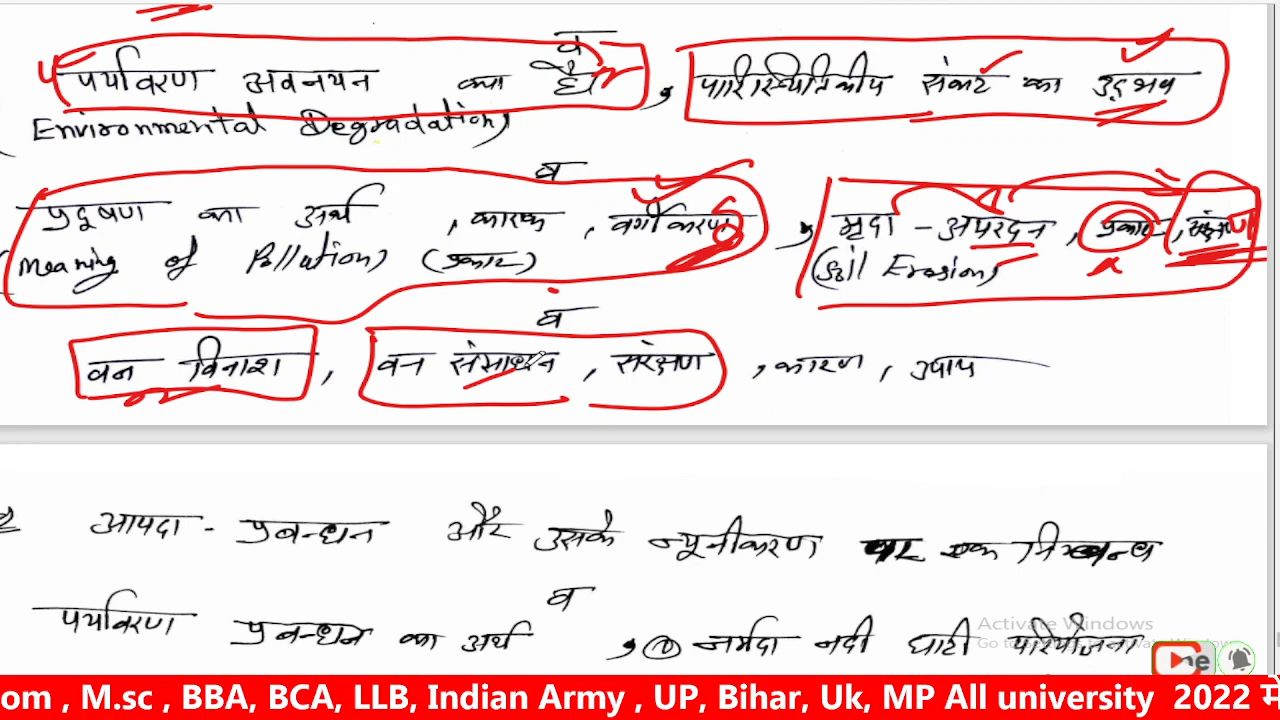 व
पर्यावरण अवनयन क्या है, पारिस्थितिकीय संकट का उद्भव
(Environmental Degradation)
व
प्रदूषण का अर्थ, कारक, वर्गीकरण, मृदा - अपरदन, प्रकार, संरक्षण
(Meaning of Pollution) (प्रकार) (Soil Erosion)
व
वन विनाश, वन संसाधन, संरक्षण, कारण, उपाय
आपदा - प्रबन्धन और उसके न्यूनीकरण पर एक निबन्ध
व
पर्यावरण प्रबन्धन का अर्थ, ① नर्मदा नदी घाटी परियोजना
Activate Windows
om , M.sc , BBA, BCA, LLB, Indian Army , UP, Bihar, Uk, MP All university 2022 में